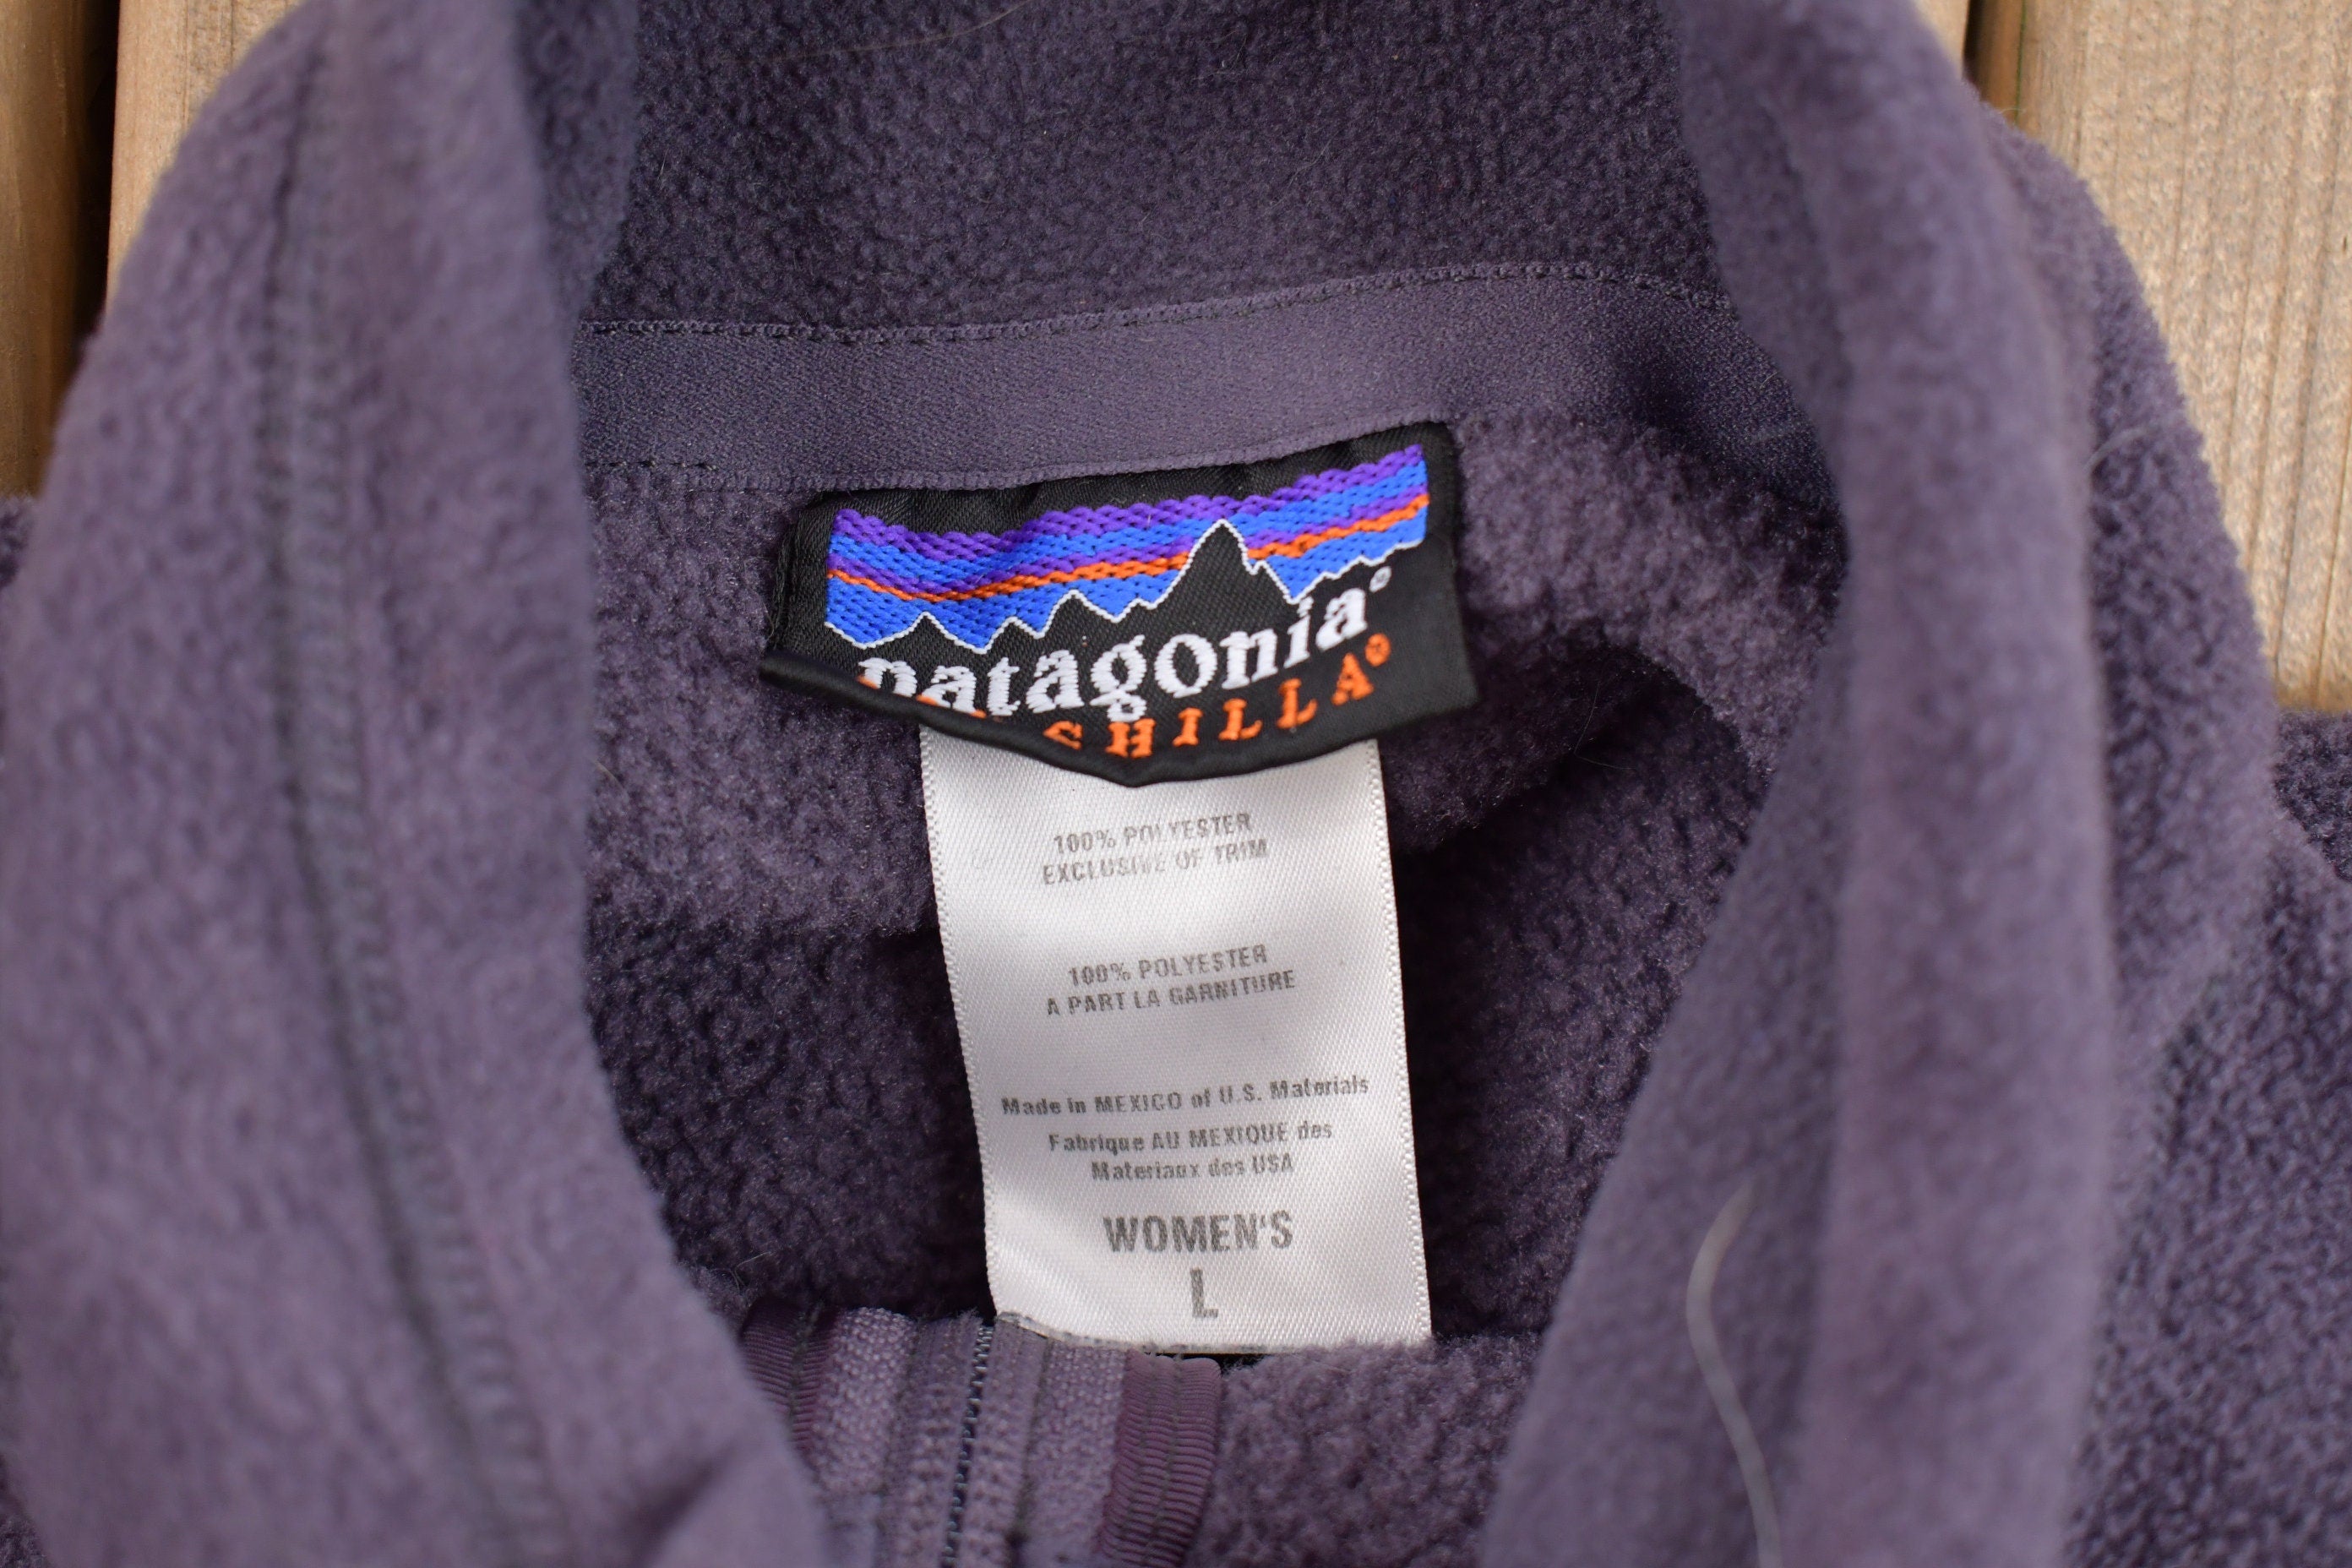 patagonia®
SYNCHILLA®
100% POLYESTER
EXCLUSIVE OF TRIM
100% POLYESTER
A PART LA GARNITURE
Made in MEXICO of U.S. Materials
Fabrique AU MEXIQUE des
Materiaux des USA
WOMEN'S
L